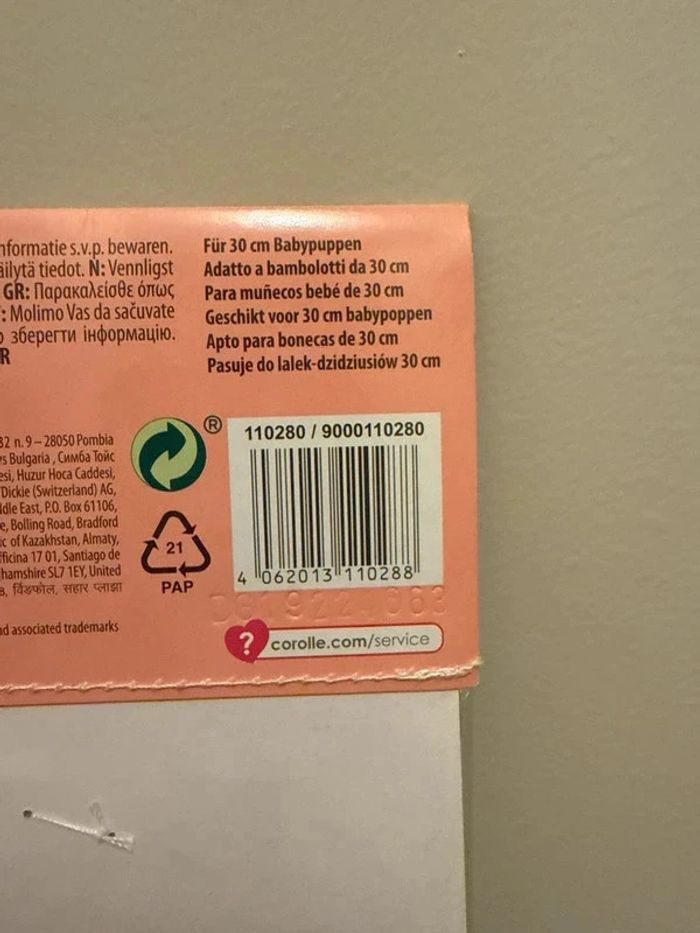 nformatie s.v.p. bewaren.
äilytä tiedot. N: Vennligst
GR: Παρακαλείσθε όπως
: Molimo Vas da sačuvate
зберегти інформацію.
R
Für 30 cm Babypuppen
Adatto a bambolotti da 30 cm
Para muñecos bebé de 30 cm
Geschikt voor 30 cm babypoppen
Apto para bonecas de 30 cm
Pasuje do lalek-dzidziusiów 30 cm
32 n. 9 – 28050 Pombia
s Bulgaria , Симба Тойс
esi, Huzur Hoca Caddesi,
Dickie (Switzerland) AG,
ddle East, P.O. Box 61106,
e, Bolling Road, Bradford
ic of Kazakhstan, Almaty,
fficina 17 01, Santiago de
hamshire SL7 1EY, United
सहार प्लाझा
nd associated trademarks
®
21
PAP
110280 / 9000110280
4 062013 110288
? corolle.com/service